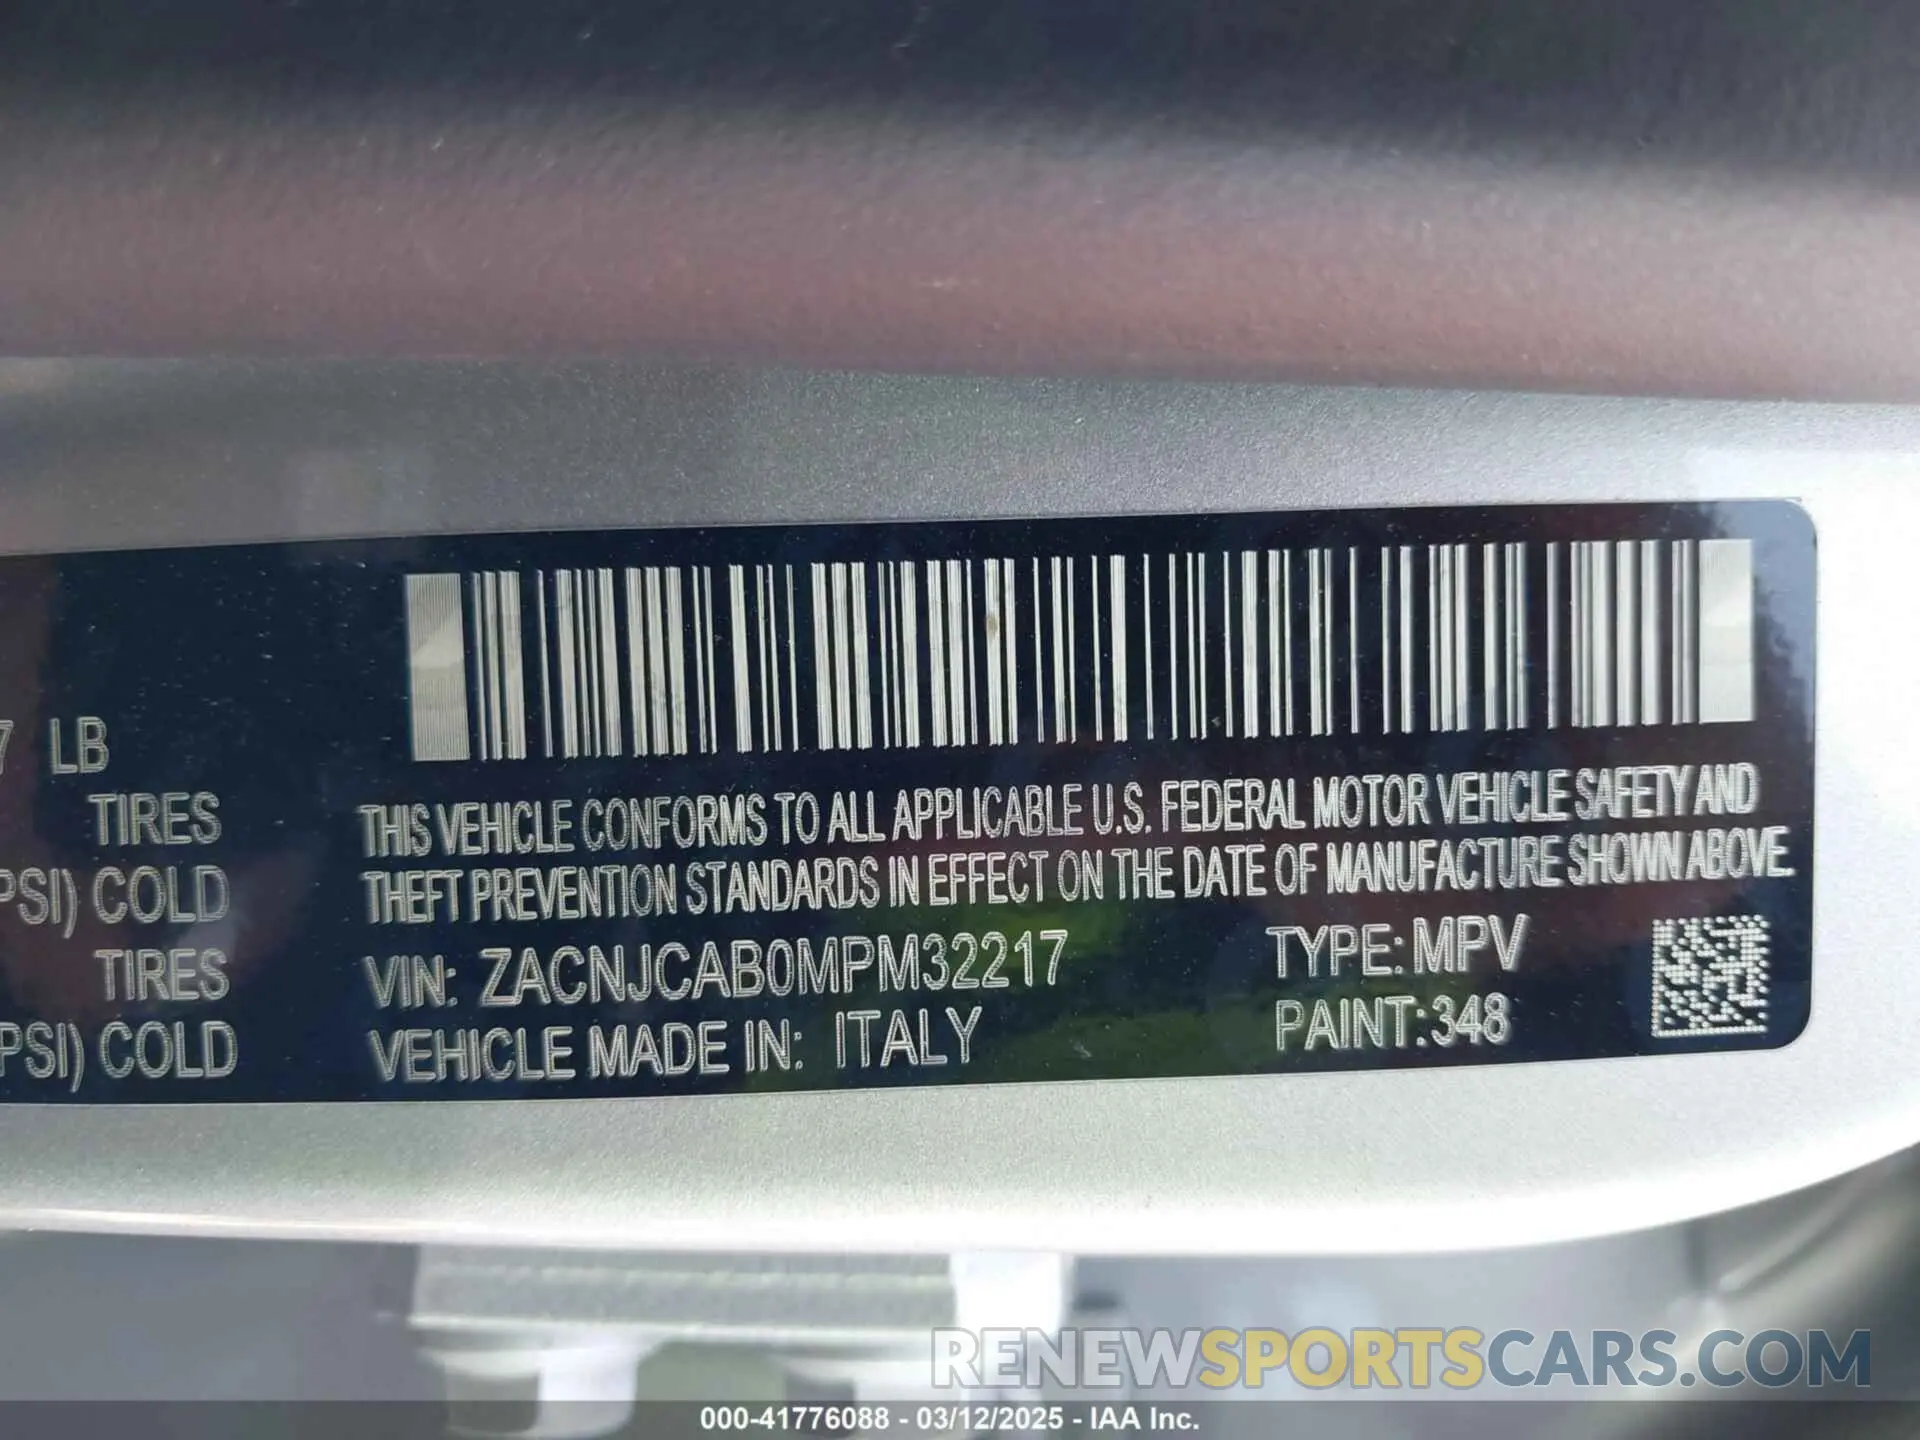 7 LB
TIRES
PSI) COLD
TIRES
PSI) COLD
THIS VEHICLE CONFORMS TO ALL APPLICABLE U.S. FEDERAL MOTOR VEHICLE SAFETY AND
THEFT PREVENTION STANDARDS IN EFFECT ON THE DATE OF MANUFACTURE SHOWN ABOVE.
VIN: ZACNJCAB0MPM32217 TYPE: MPV
VEHICLE MADE IN: ITALY PAINT: 348
RENEWSPORTSCARS.COM
000-41776088 - 03/12/2025 - IAA Inc.